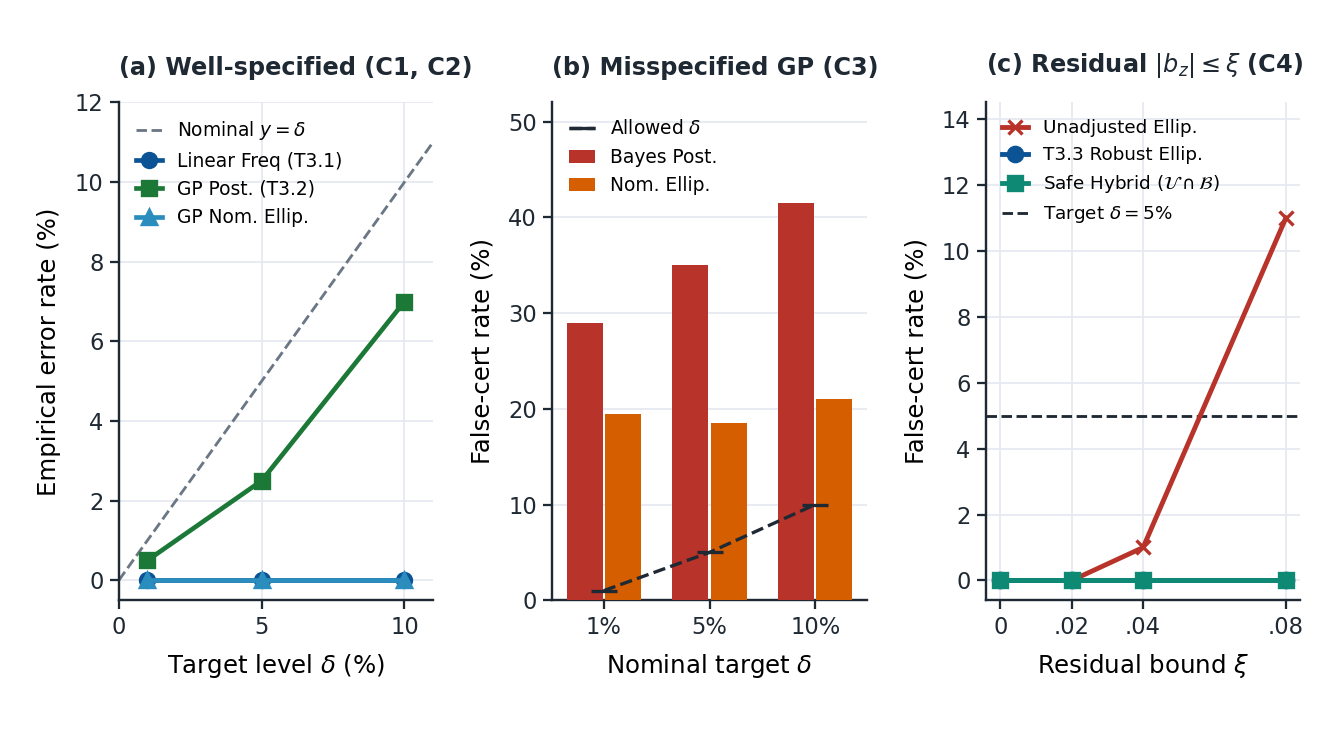 (a) Well-specified (C1, C2)
Empirical error rate (%)
12
10
8
6
4
2
0
Nominal y = δ
Linear Freq (T3.1)
GP Post. (T3.2)
GP Nom. Ellip.
0 5 10
Target level δ (%)
(b) Misspecified GP (C3)
False-cert rate (%)
50
40
30
20
10
0
Allowed δ
Bayes Post.
Nom. Ellip.
1% 5% 10%
Nominal target δ
(c) Residual |b_z| ≤ ξ (C4)
False-cert rate (%)
14
12
10
8
6
4
2
0
Unadjusted Ellip.
T3.3 Robust Ellip.
Safe Hybrid (𝒰 ∩ ℬ)
Target δ = 5%
0 .02 .04 .08
Residual bound ξ